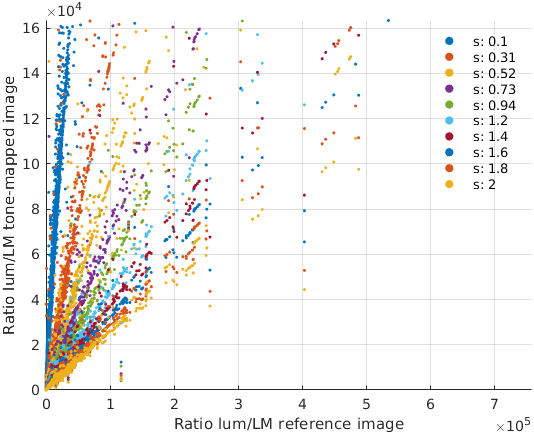 ×10⁴
16
14
12
10
8
6
4
2
0
Ratio lum/LM tone-mapped image
s: 0.1
s: 0.31
s: 0.52
s: 0.73
s: 0.94
s: 1.2
s: 1.4
s: 1.6
s: 1.8
s: 2
0 1 2 3 4 5 6 7
Ratio lum/LM reference image
×10⁵